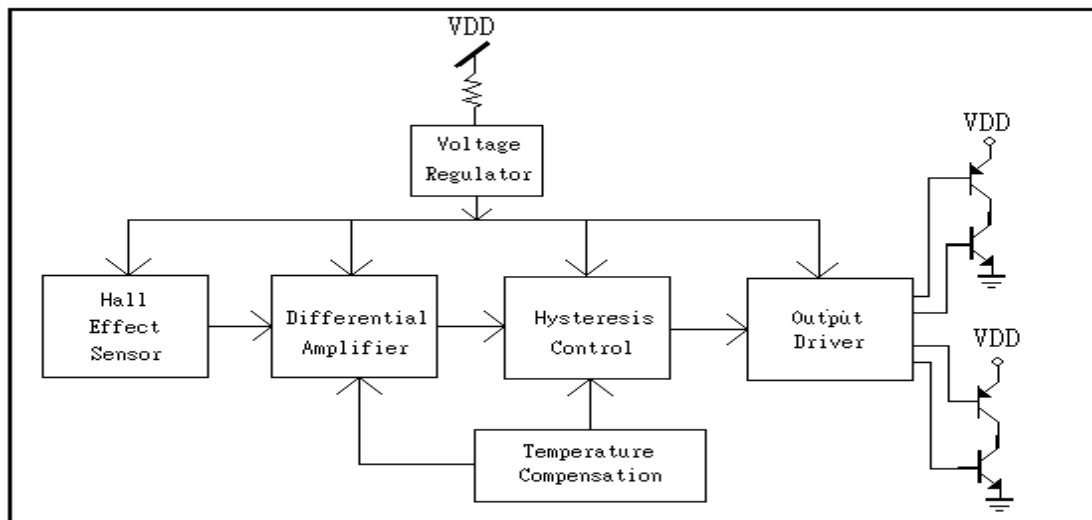 VDD
Voltage
Regulator
VDD
Hall
Effect
Sensor
Differential
Amplifier
Hysteresis
Control
Output
Driver
VDD
Temperature
Compensation